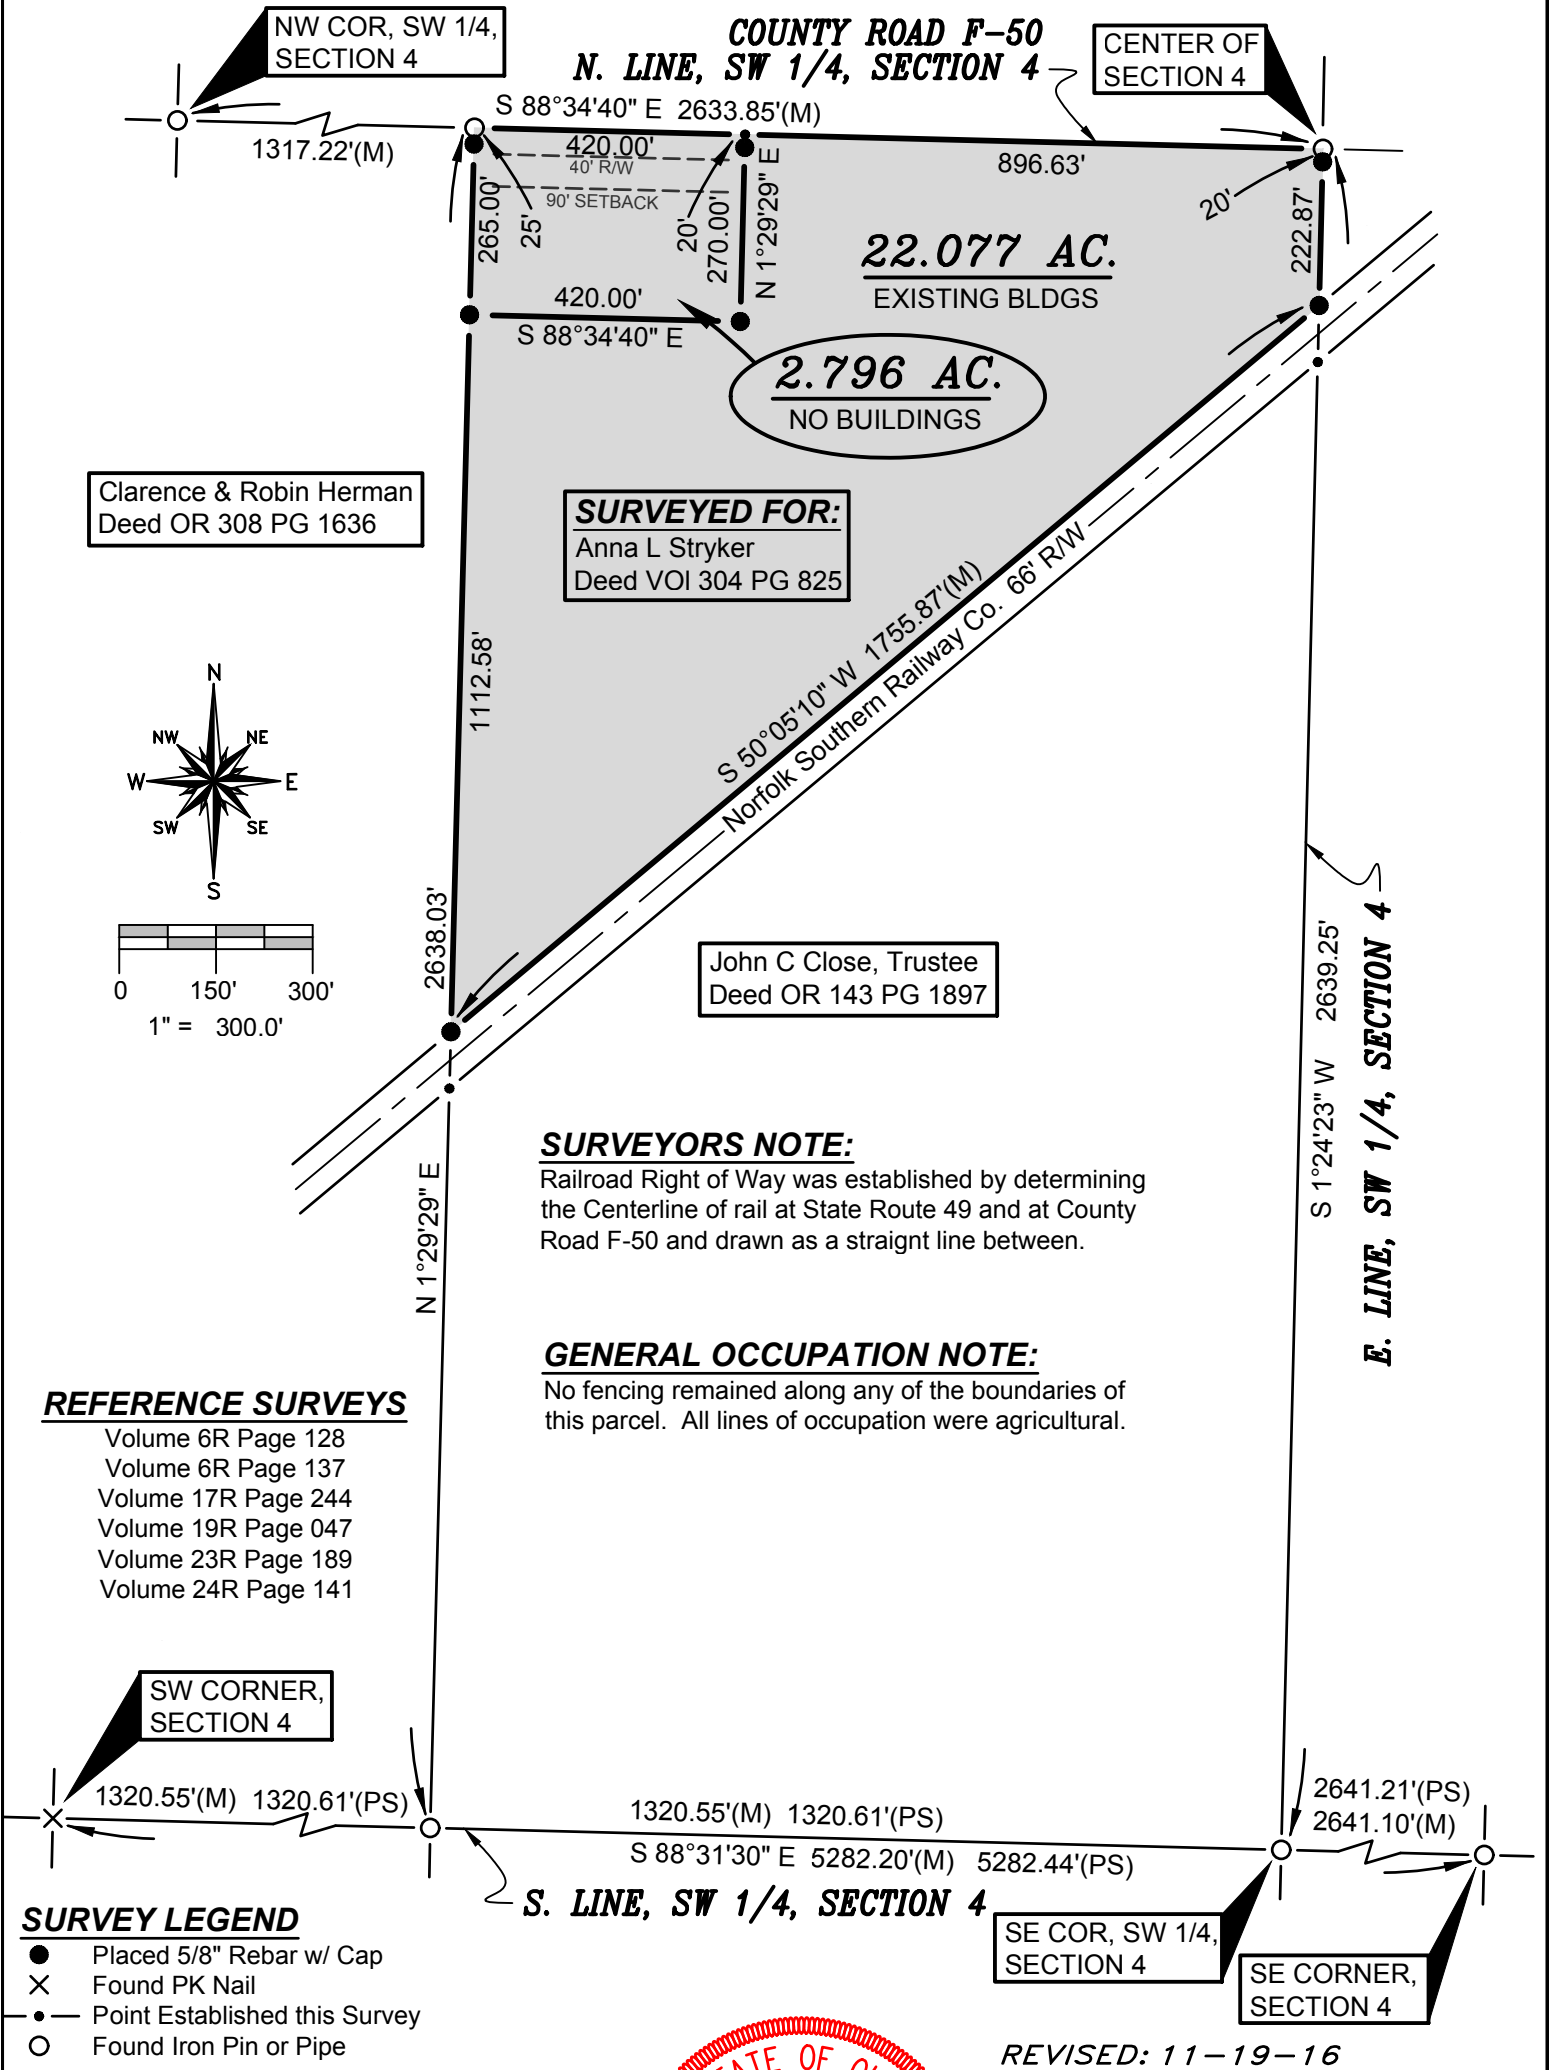 NW COR, SW 1/4,
SECTION 4
COUNTY ROAD F-50
N. LINE, SW 1/4, SECTION 4
CENTER OF
SECTION 4
S 88°34'40" E 2633.85'(M)
1317.22'(M)
420.00'
40' R/W
90' SETBACK
896.63'
265.00'
25'
20'
270.00'
N 1°29'29" E
20'
222.87'
22.077 AC.
EXISTING BLDGS
420.00'
S 88°34'40" E
2.796 AC.
NO BUILDINGS
Clarence & Robin Herman
Deed OR 308 PG 1636
SURVEYED FOR:
Anna L Stryker
Deed VOl 304 PG 825
1112.58'
S 50°05'10" W 1755.87'(M)
Norfolk Southern Railway Co. 66' R/W
N
NW
NE
W
E
SW
SE
S
0 150' 300'
1" = 300.0'
2638.03'
John C Close, Trustee
Deed OR 143 PG 1897
S 1°24'23" W 2639.25'
E. LINE, SW 1/4, SECTION 4
N 1°29'29" E
SURVEYORS NOTE:
Railroad Right of Way was established by determining
the Centerline of rail at State Route 49 and at County
Road F-50 and drawn as a straignt line between.
GENERAL OCCUPATION NOTE:
No fencing remained along any of the boundaries of
this parcel. All lines of occupation were agricultural.
REFERENCE SURVEYS
Volume 6R Page 128
Volume 6R Page 137
Volume 17R Page 244
Volume 19R Page 047
Volume 23R Page 189
Volume 24R Page 141
SW CORNER,
SECTION 4
1320.55'(M) 1320.61'(PS)
1320.55'(M) 1320.61'(PS)
S 88°31'30" E 5282.20'(M) 5282.44'(PS)
2641.21'(PS)
2641.10'(M)
S. LINE, SW 1/4, SECTION 4
SE COR, SW 1/4,
SECTION 4
SE CORNER,
SECTION 4
SURVEY LEGEND
Placed 5/8" Rebar w/ Cap
Found PK Nail
Point Established this Survey
Found Iron Pin or Pipe
OF
REVISED: 11-19-16